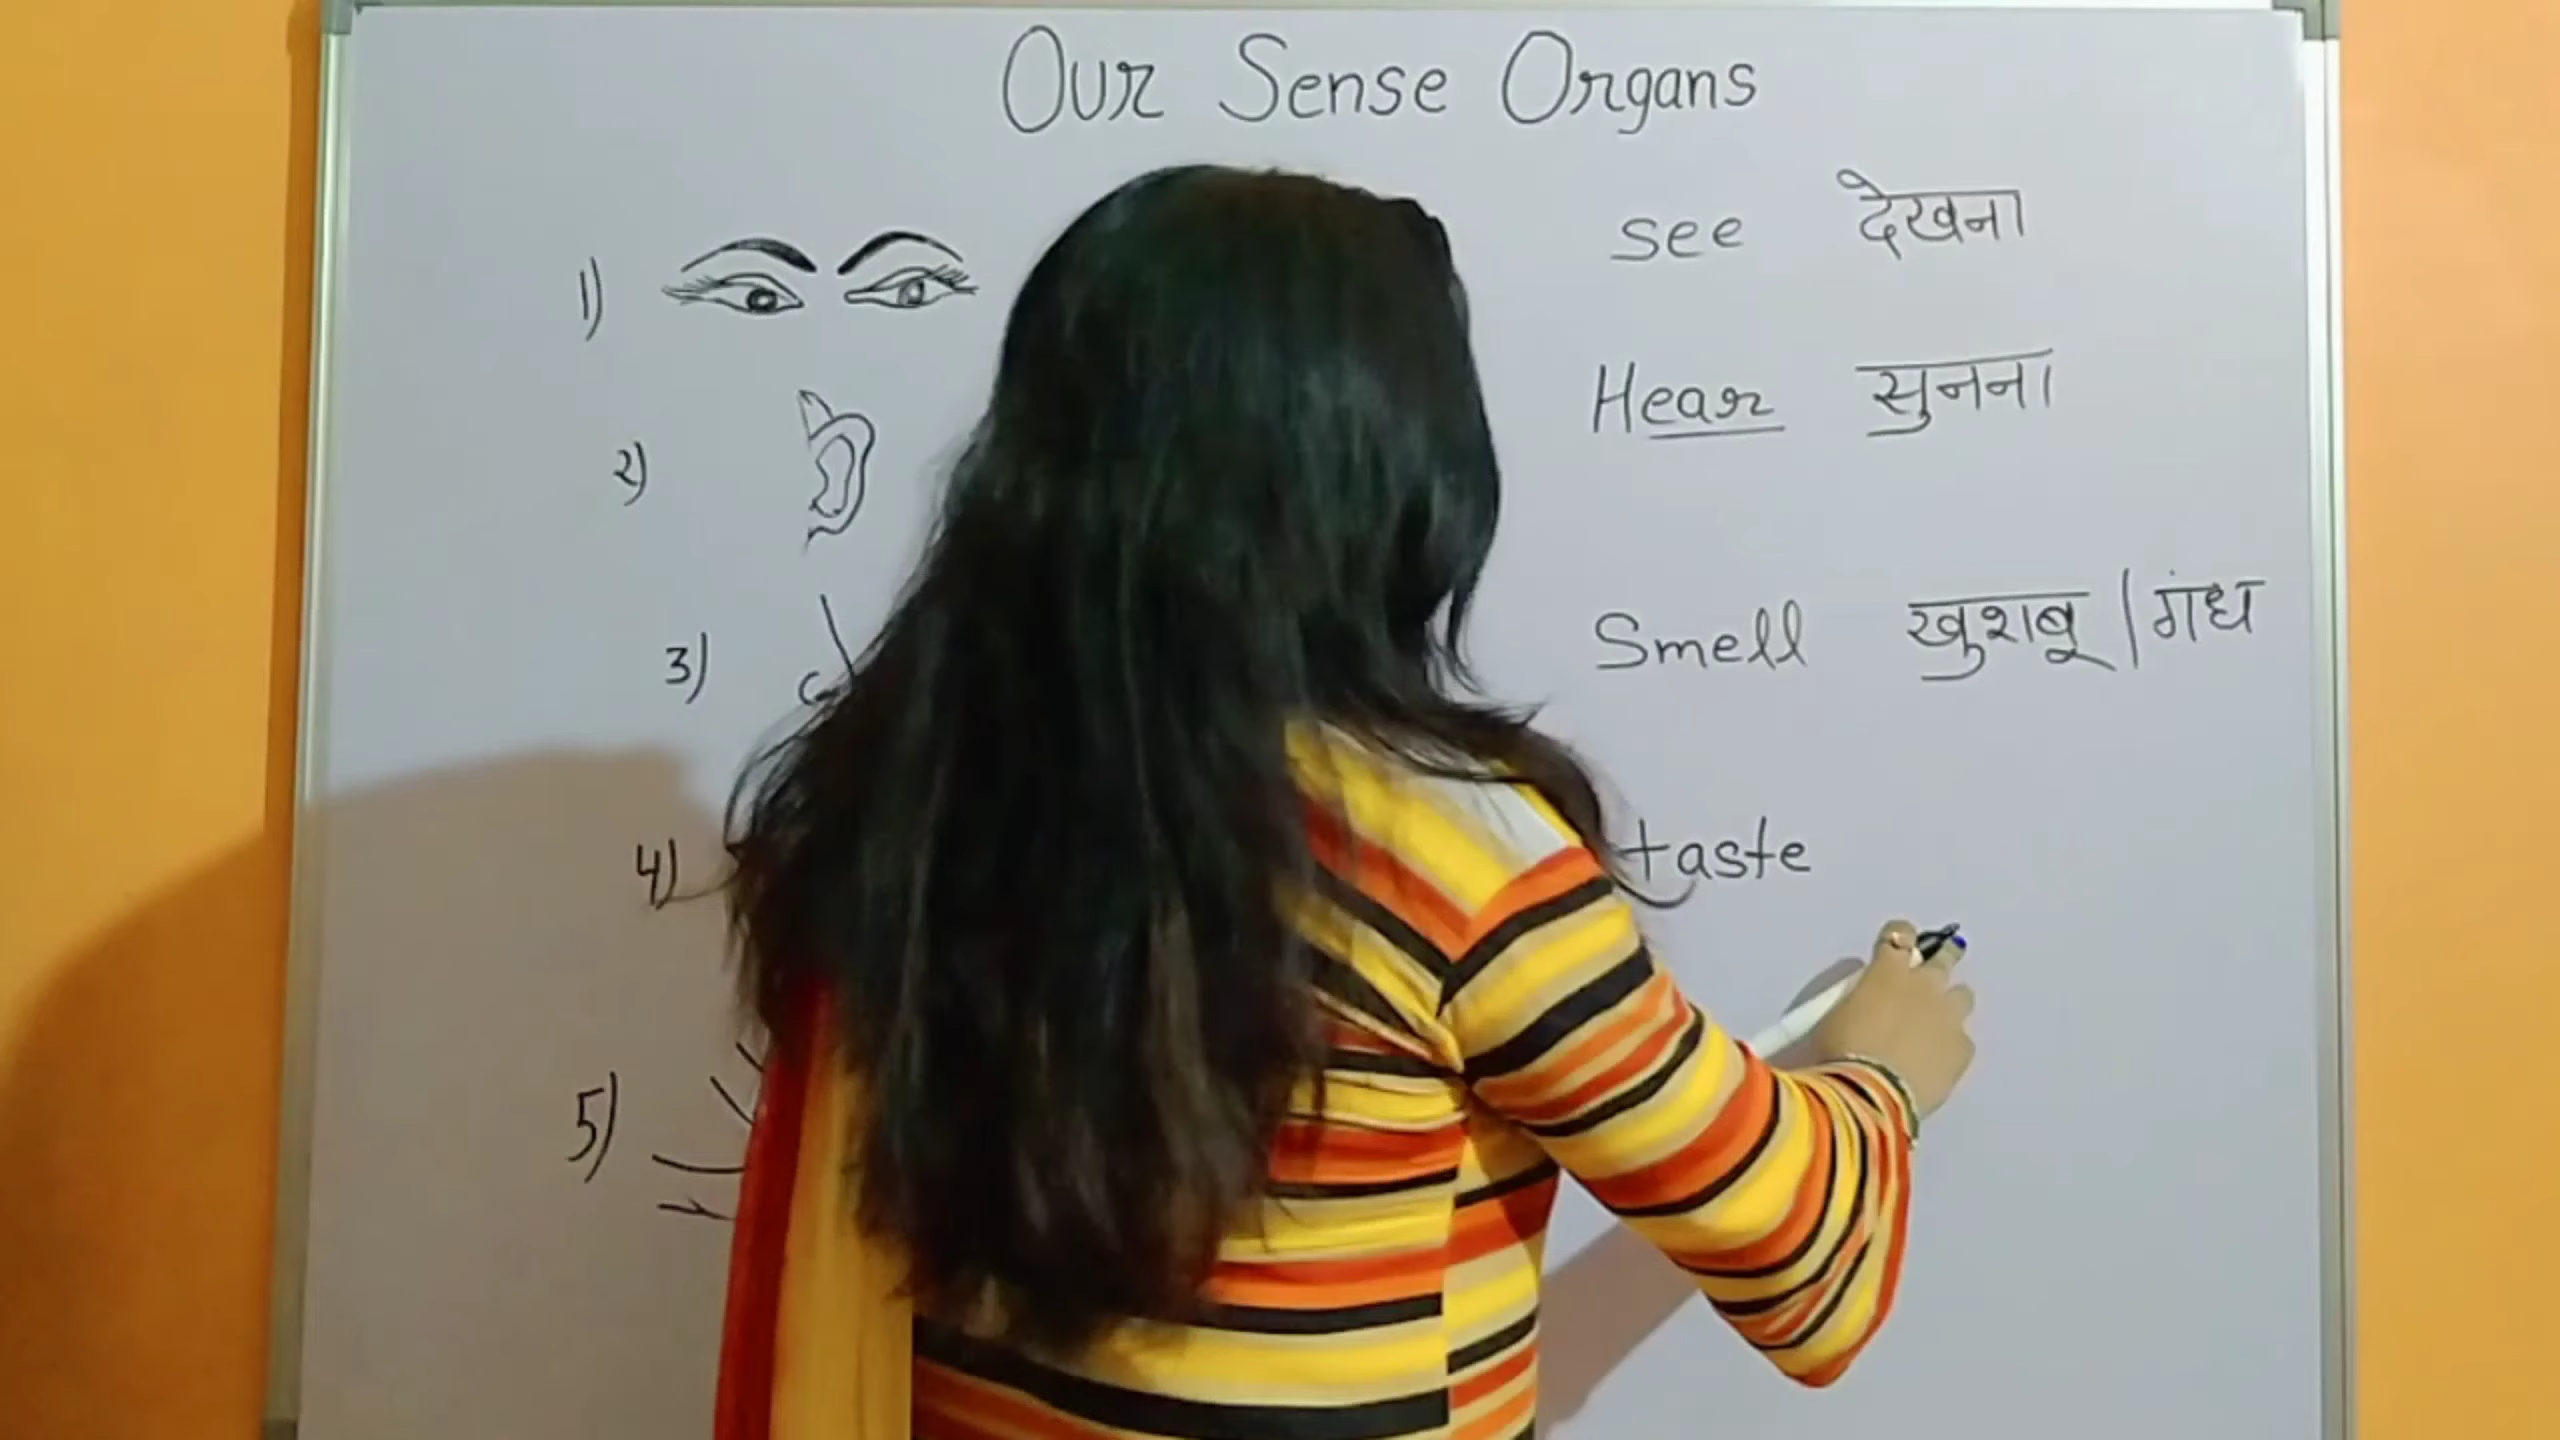 Our Sense Organs
1) see देखना
2) Hear सुनना
3) Smell खुशबू / गंध
4) taste
5)